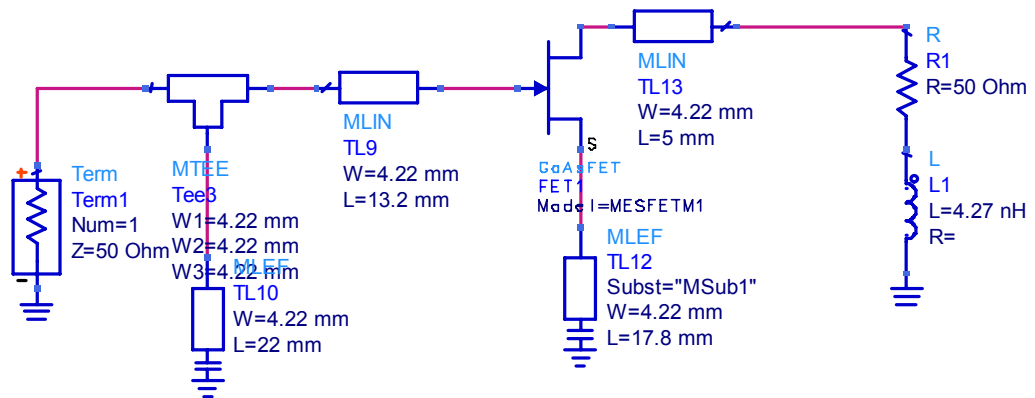 Term
Term1
Num=1
Z=50 Ohm
MTEE
Tee3
W1=4.22 mm
W2=4.22 mm
W3=4.22 mm
MLEF
TL10
W=4.22 mm
L=22 mm
MLIN
TL9
W=4.22 mm
L=13.2 mm
S
GaAsFET
FET1
Model=MESFETM1
MLEF
TL12
Subst="MSub1"
W=4.22 mm
L=17.8 mm
MLIN
TL13
W=4.22 mm
L=5 mm
R
R1
R=50 Ohm
L
L1
L=4.27 nH
R=